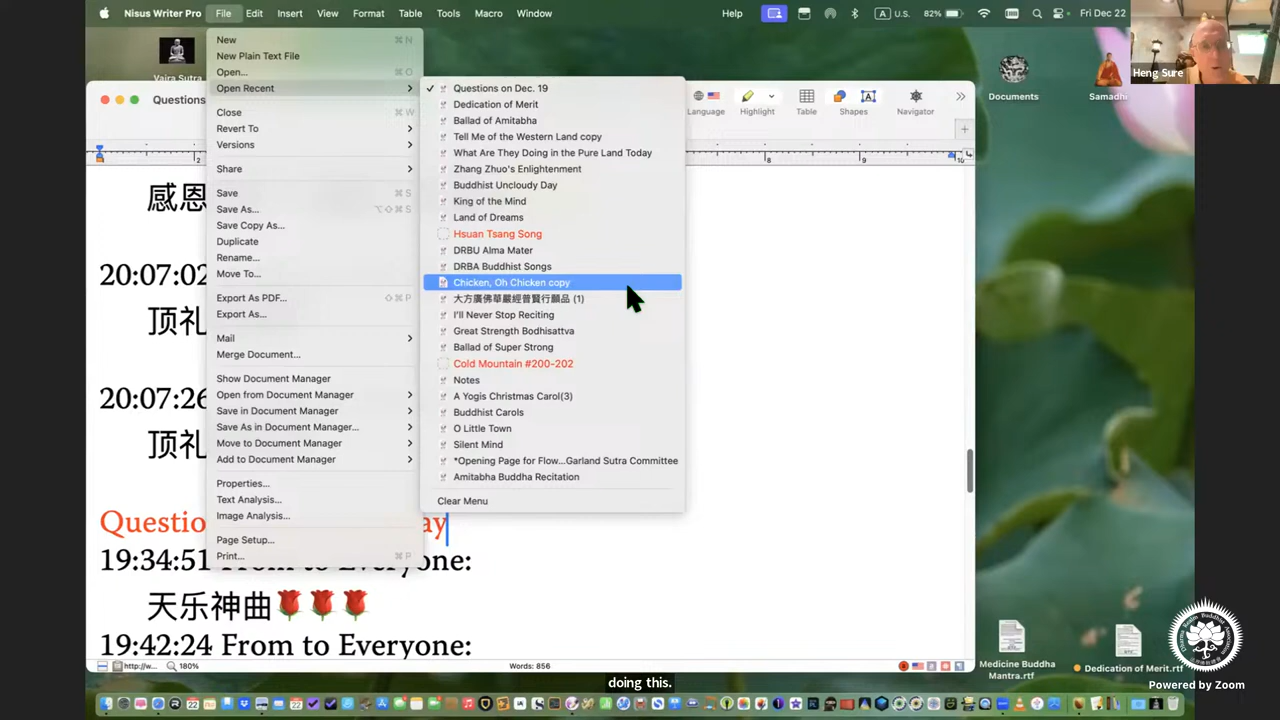 Nisus Writer Pro File Edit Insert View Format Table Tools Macro Window Help A U.S. 82% Fri Dec 22
Vajra Sutra
Heng Sure
Documents
Samadhi
New ⌘N
New Plain Text File
Open... ⌘O
Open Recent
Close ⌘W
Revert To
Versions
Share
Save ⌘S
Save As... ⌥⇧⌘S
Save Copy As...
Duplicate
Rename...
Move To...
Export As PDF... ⇧⌘P
Export As...
Mail
Merge Document...
Show Document Manager
Open from Document Manager
Save in Document Manager
Save As in Document Manager...
Move to Document Manager
Add to Document Manager
Properties...
Text Analysis...
Image Analysis...
Page Setup...
Print... ⌘P
✓ Questions on Dec. 19
Dedication of Merit
Ballad of Amitabha
Tell Me of the Western Land copy
What Are They Doing in the Pure Land Today
Zhang Zhuo's Enlightenment
Buddhist Uncloudy Day
King of the Mind
Land of Dreams
Hsuan Tsang Song
DRBU Alma Mater
DRBA Buddhist Songs
Chicken, Oh Chicken copy
大方廣佛華嚴經普賢行願品 (1)
I'll Never Stop Reciting
Great Strength Bodhisattva
Ballad of Super Strong
Cold Mountain #200-202
Notes
A Yogis Christmas Carol(3)
Buddhist Carols
O Little Town
Silent Mind
*Opening Page for Flow...Garland Sutra Committee
Amitabha Buddha Recitation
Clear Menu
Questions
Language Highlight Table Shapes Navigator
2 8 9 10
感恩
20:07:02
顶礼
20:07:26
顶礼
Questio ay
19:34:51 From to Everyone:
天乐神曲🌹🌹🌹
19:42:24 From to Everyone:
http://w... 180% Words: 856
Medicine Buddha
Mantra.rtf
Dedication of Merit.rtf
doing this.
Powered by Zoom